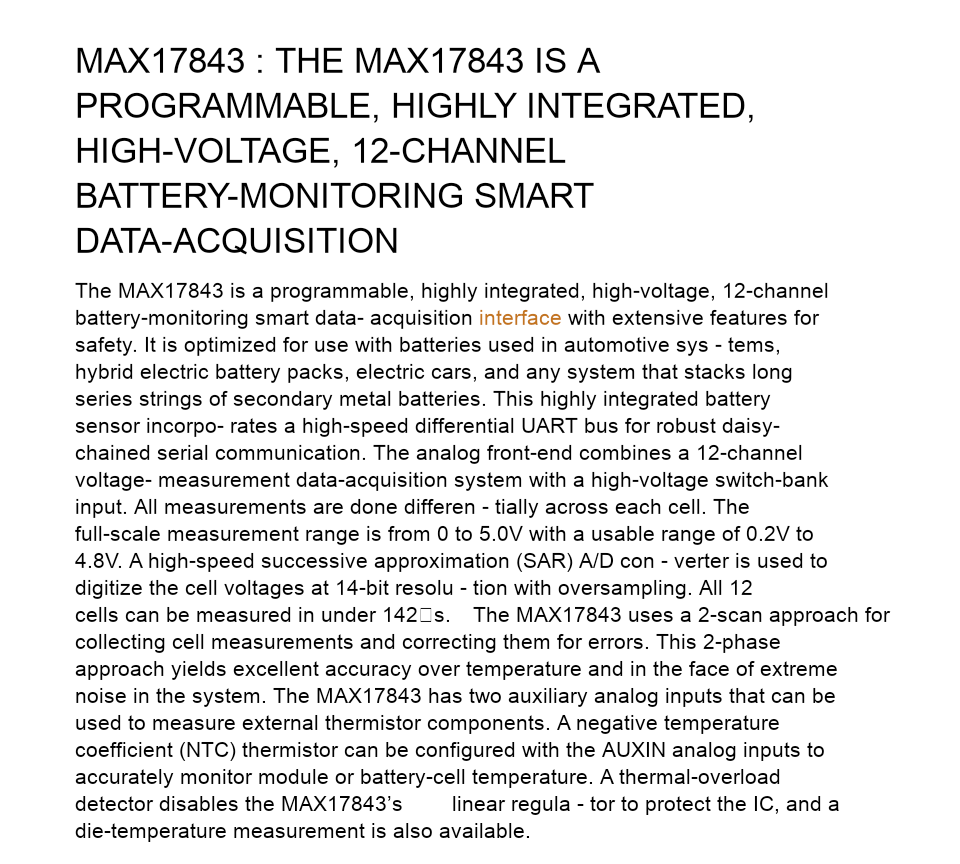 MAX17843 : THE MAX17843 IS A
PROGRAMMABLE, HIGHLY INTEGRATED,
HIGH-VOLTAGE, 12-CHANNEL
BATTERY-MONITORING SMART
DATA-ACQUISITION
The MAX17843 is a programmable, highly integrated, high-voltage, 12-channel
battery-monitoring smart data- acquisition interface with extensive features for
safety. It is optimized for use with batteries used in automotive sys - tems,
hybrid electric battery packs, electric cars, and any system that stacks long
series strings of secondary metal batteries. This highly integrated battery
sensor incorpo- rates a high-speed differential UART bus for robust daisy-
chained serial communication. The analog front-end combines a 12-channel
voltage- measurement data-acquisition system with a high-voltage switch-bank
input. All measurements are done differen - tially across each cell. The
full-scale measurement range is from 0 to 5.0V with a usable range of 0.2V to
4.8V. A high-speed successive approximation (SAR) A/D con - verter is used to
digitize the cell voltages at 14-bit resolu - tion with oversampling. All 12
cells can be measured in under 142□s. The MAX17843 uses a 2-scan approach for
collecting cell measurements and correcting them for errors. This 2-phase
approach yields excellent accuracy over temperature and in the face of extreme
noise in the system. The MAX17843 has two auxiliary analog inputs that can be
used to measure external thermistor components. A negative temperature
coefficient (NTC) thermistor can be configured with the AUXIN analog inputs to
accurately monitor module or battery-cell temperature. A thermal-overload
detector disables the MAX17843’s linear regula - tor to protect the IC, and a
die-temperature measurement is also available.